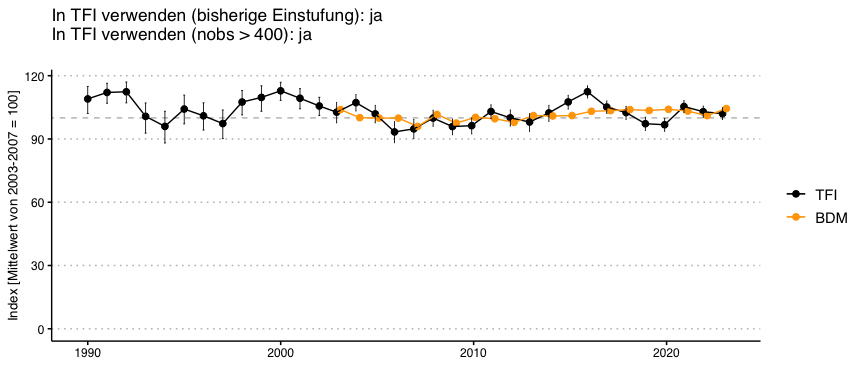 In TFI verwenden (bisherige Einstufung): ja
In TFI verwenden (nobs > 400): ja
Index [Mittelwert von 2003-2007 = 100]
120
90
60
30
0
1990
2000
2010
2020
TFI
BDM